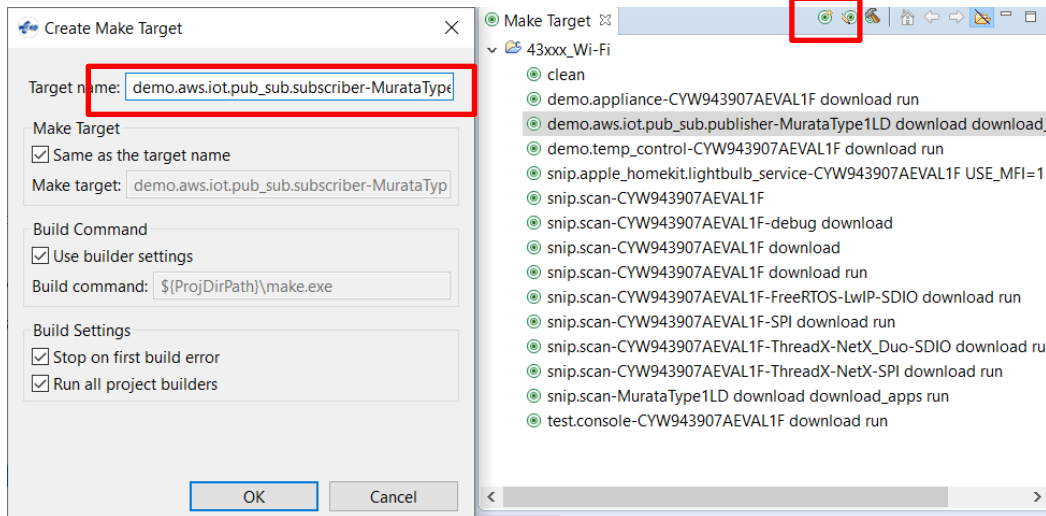 Create Make Target
Target name: demo.aws.iot.pub_sub.subscriber-MurataType
Make Target
Same as the target name
Make target: demo.aws.iot.pub_sub.subscriber-MurataTyp
Build Command
Use builder settings
Build command: ${ProjDirPath}\make.exe
Build Settings
Stop on first build error
Run all project builders
OK Cancel
Make Target
43xxx_Wi-Fi
clean
demo.appliance-CYW943907AEVAL1F download run
demo.aws.iot.pub_sub.publisher-MurataType1LD download download_
demo.temp_control-CYW943907AEVAL1F download run
snip.apple_homekit.lightbulb_service-CYW943907AEVAL1F USE_MFI=1
snip.scan-CYW943907AEVAL1F
snip.scan-CYW943907AEVAL1F-debug download
snip.scan-CYW943907AEVAL1F download
snip.scan-CYW943907AEVAL1F download run
snip.scan-CYW943907AEVAL1F-FreeRTOS-LwIP-SDIO download run
snip.scan-CYW943907AEVAL1F-SPI download run
snip.scan-CYW943907AEVAL1F-ThreadX-NetX_Duo-SDIO download ru
snip.scan-CYW943907AEVAL1F-ThreadX-NetX-SPI download run
snip.scan-MurataType1LD download download_apps run
test.console-CYW943907AEVAL1F download run